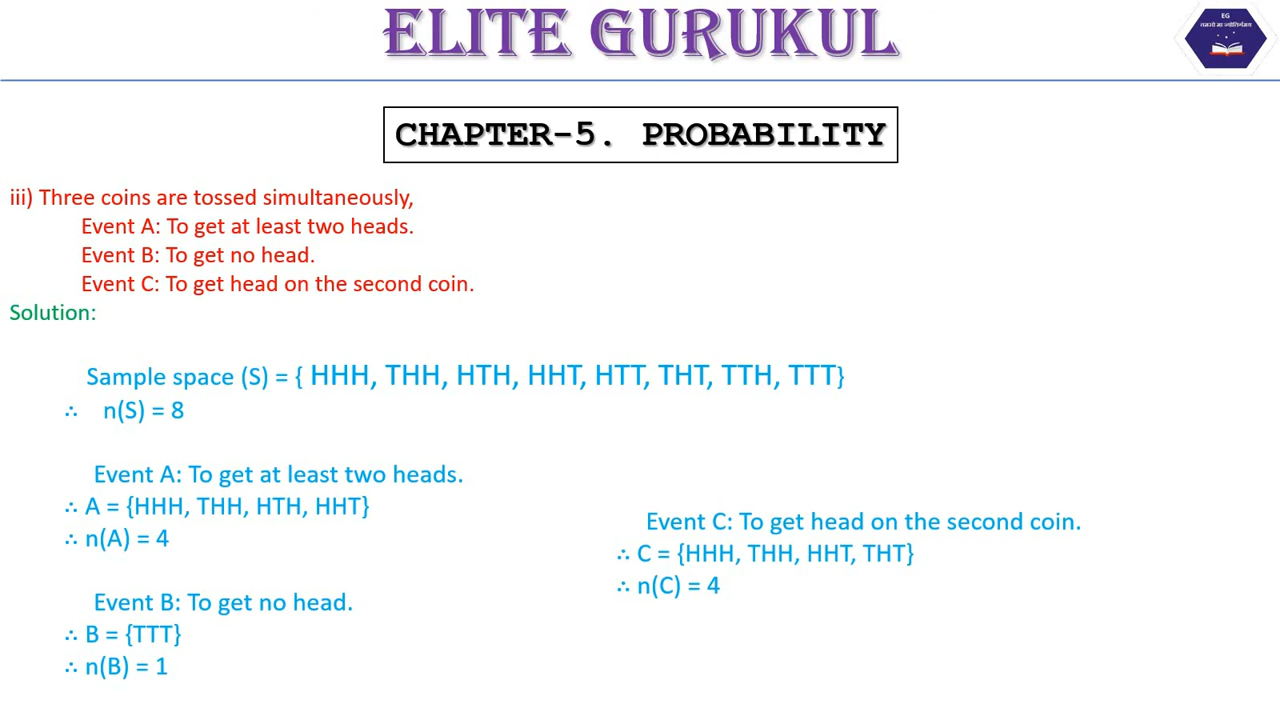 ELITE GURUKUL
EG
तमसो मा ज्योतिर्गमय
CHAPTER-5. PROBABILITY
iii) Three coins are tossed simultaneously,
Event A: To get at least two heads.
Event B: To get no head.
Event C: To get head on the second coin.
Solution:
Sample space (S) = { HHH, THH, HTH, HHT, HTT, THT, TTH, TTT}
∴ n(S) = 8
Event A: To get at least two heads.
∴ A = {HHH, THH, HTH, HHT}
∴ n(A) = 4
Event B: To get no head.
∴ B = {TTT}
∴ n(B) = 1
Event C: To get head on the second coin.
∴ C = {HHH, THH, HHT, THT}
∴ n(C) = 4